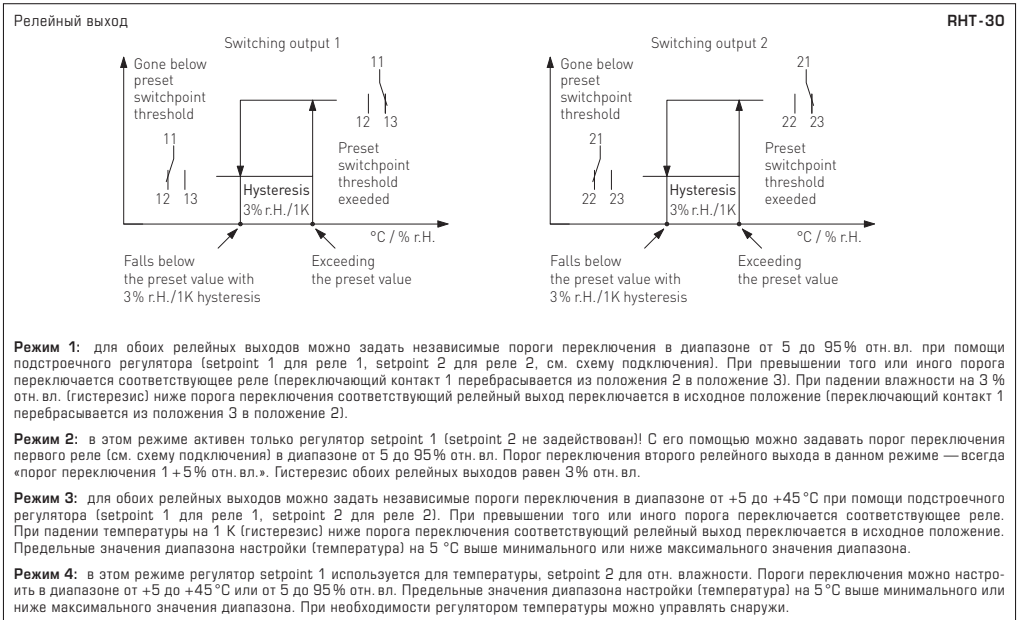 Релейный выход
RHT-30
Switching output 1
Gone below
preset
switchpoint
threshold
11
12 13
11
12 13
Preset
switchpoint
threshold
exeeded
Hysteresis
3% r.H./1K
°C / % r.H.
Falls below
the preset value with
3% r.H./1K hysteresis
Exceeding
the preset value
Switching output 2
Gone below
preset
switchpoint
threshold
21
22 23
21
22 23
Preset
switchpoint
threshold
exeeded
Hysteresis
3% r.H./1K
°C / % r.H.
Falls below
the preset value with
3% r.H./1K hysteresis
Exceeding
the preset value
Режим 1: для обоих релейных выходов можно задать независимые пороги переключения в диапазоне от 5 до 95% отн. вл. при помощи
подстроечного регулятора (setpoint 1 для реле 1, setpoint 2 для реле 2, см. схему подключения). При превышении того или иного порога
переключается соответствующее реле (переключающий контакт 1 перебрасывается из положения 2 в положение 3). При падении влажности на 3 %
отн. вл. (гистерезис) ниже порога переключения соответствующий релейный выход переключается в исходное положение (переключающий контакт 1
перебрасывается из положения 3 в положение 2).
Режим 2: в этом режиме активен только регулятор setpoint 1 (setpoint 2 не задействован)! С его помощью можно задавать порог переключения
первого реле (см. схему подключения) в диапазоне от 5 до 95% отн. вл. Порог переключения второго релейного выхода в данном режиме — всегда
«порог переключения 1 + 5% отн. вл.». Гистерезис обоих релейных выходов равен 3% отн. вл.
Режим 3: для обоих релейных выходов можно задать независимые пороги переключения в диапазоне от +5 до +45 °C при помощи подстроечного
регулятора (setpoint 1 для реле 1, setpoint 2 для реле 2). При превышении того или иного порога переключается соответствующее реле.
При падении температуры на 1 К (гистерезис) ниже порога переключения соответствующий релейный выход переключается в исходное положение.
Предельные значения диапазона настройки (температура) на 5 °C выше минимального или ниже максимального значения диапазона.
Режим 4: в этом режиме регулятор setpoint 1 используется для температуры, setpoint 2 для отн. влажности. Пороги переключения можно настро-
ить в диапазоне от +5 до +45 °C или от 5 до 95% отн. вл. Предельные значения диапазона настройки (температура) на 5 °C выше минимального или
ниже максимального значения диапазона. При необходимости регулятором температуры можно управлять снаружи.